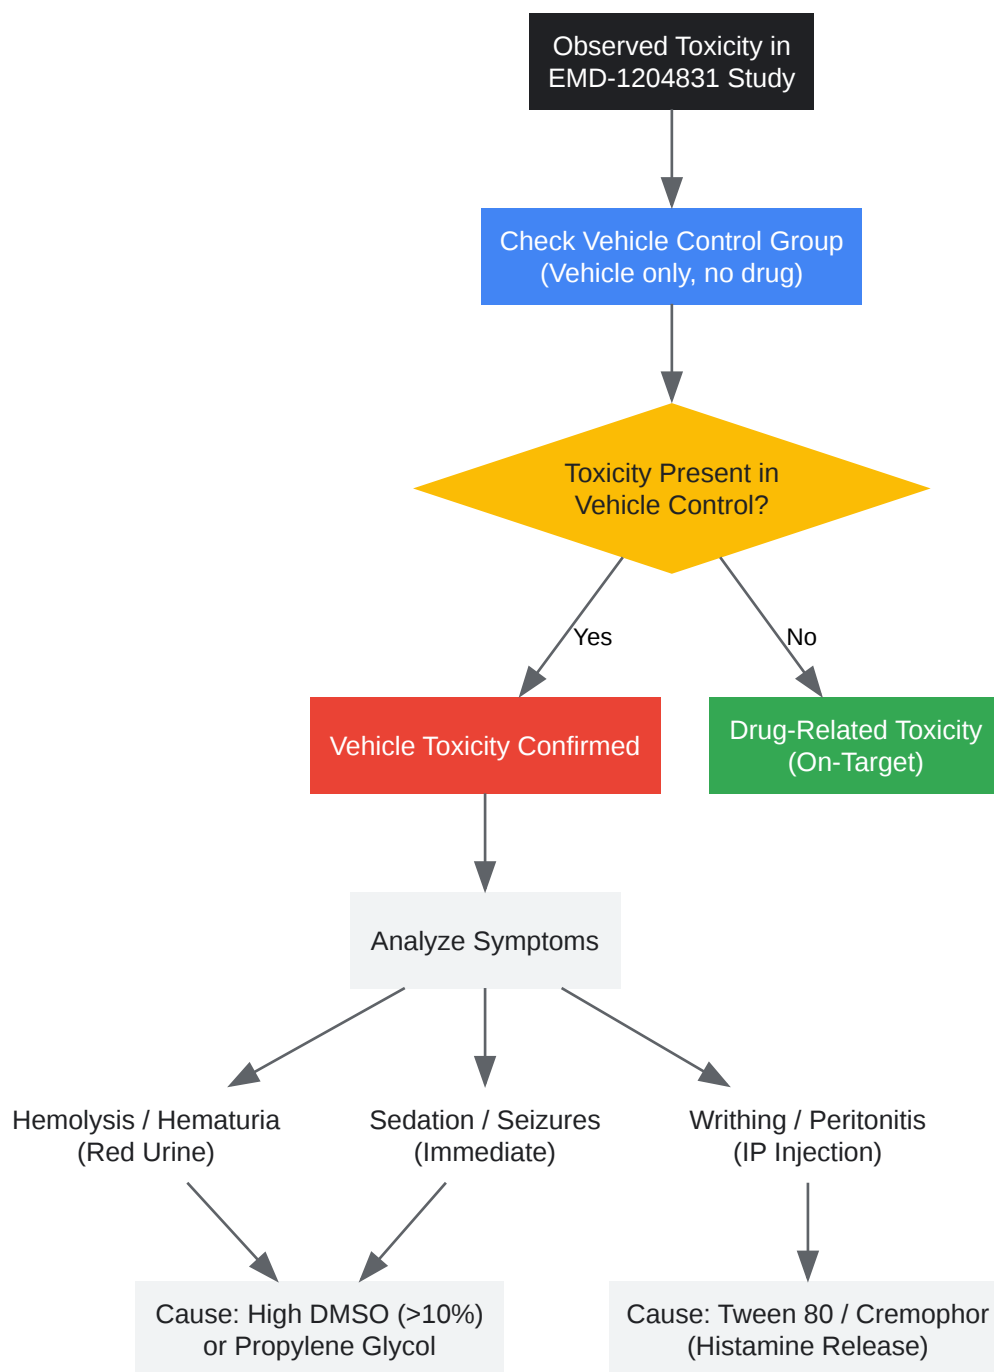 Observed Toxicity in
EMD-1204831 Study
Check Vehicle Control Group
(Vehicle only, no drug)
Toxicity Present in
Vehicle Control?
Yes
No
Vehicle Toxicity Confirmed
Drug-Related Toxicity
(On-Target)
Analyze Symptoms
Hemolysis / Hematuria
(Red Urine)
Sedation / Seizures
(Immediate)
Writhing / Peritonitis
(IP Injection)
Cause: High DMSO (>10%)
or Propylene Glycol
Cause: Tween 80 / Cremophor
(Histamine Release)